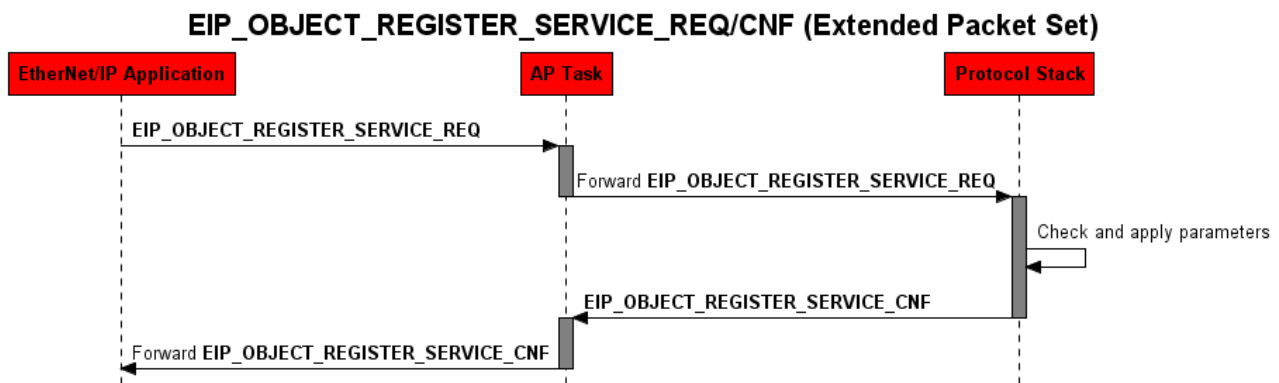 EIP_OBJECT_REGISTER_SERVICE_REQ/CNF (Extended Packet Set)
EtherNet/IP Application
AP Task
Protocol Stack
EIP_OBJECT_REGISTER_SERVICE_REQ
Forward EIP_OBJECT_REGISTER_SERVICE_REQ
Check and apply parameters
EIP_OBJECT_REGISTER_SERVICE_CNF
Forward EIP_OBJECT_REGISTER_SERVICE_CNF